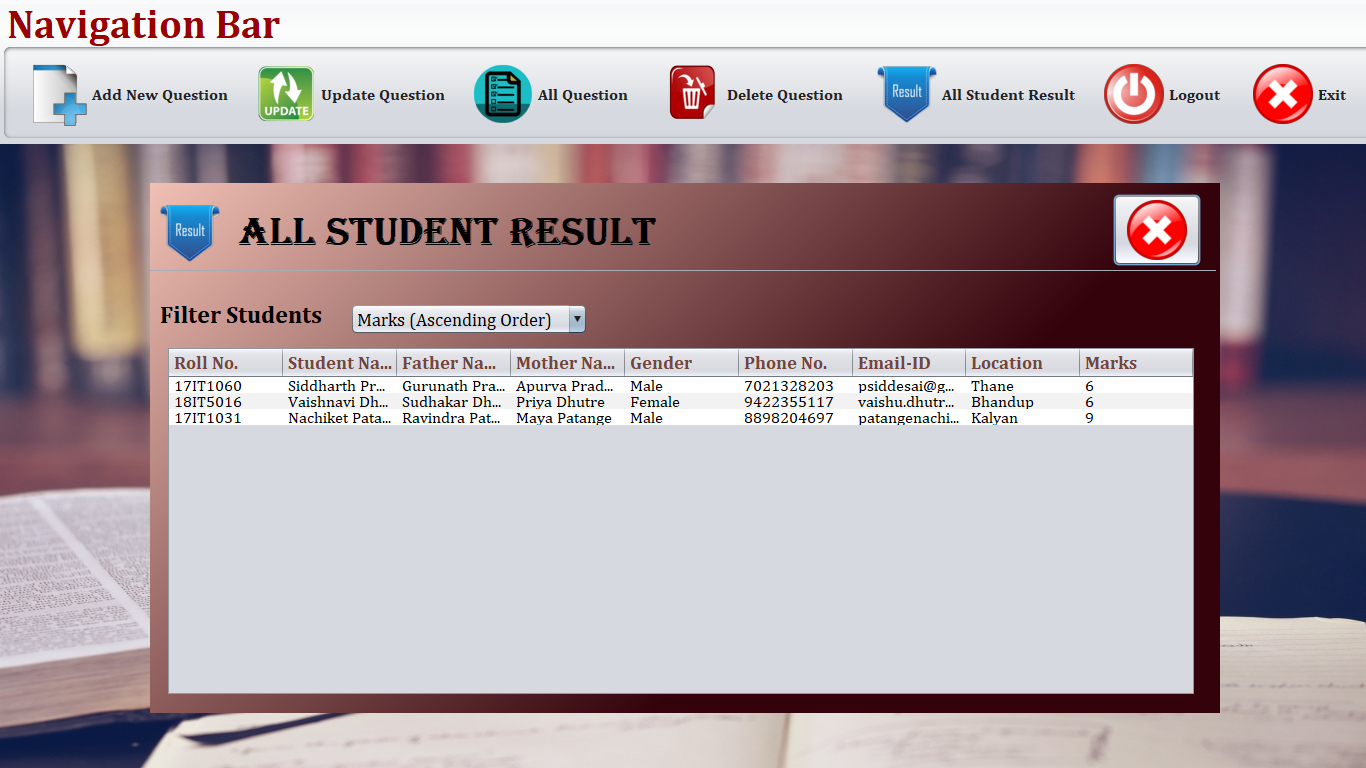 Navigation Bar
Add New Question UPDATE Update Question All Question Delete Question Result All Student Result Logout Exit
Result ALL STUDENT RESULT
Filter Students Marks (Ascending Order)
Roll No. Student Na... Father Na... Mother Na... Gender Phone No. Email-ID Location Marks
17IT1060 Siddharth Pr... Gurunath Pra... Apurva Prad... Male 7021328203 psiddesai@g... Thane 6
18IT5016 Vaishnavi Dh... Sudhakar Dh... Priya Dhutre Female 9422355117 vaishu.dhutr... Bhandup 6
17IT1031 Nachiket Pata... Ravindra Pat... Maya Patange Male 8898204697 patangenachi... Kalyan 9